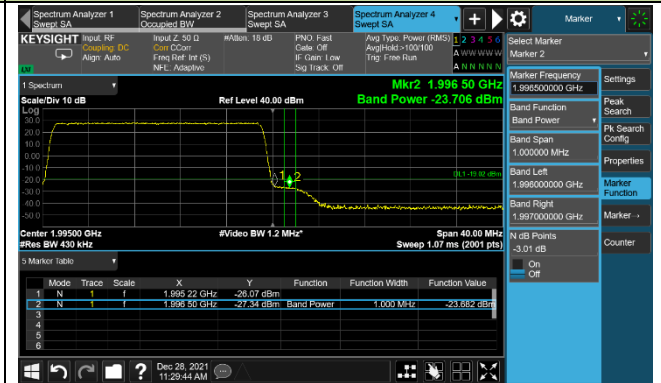 Spectrum Analyzer 1
Swept SA
Spectrum Analyzer 2
Occupied BW
Spectrum Analyzer 3
Swept SA
Spectrum Analyzer 4
Swept SA
Marker
KEYSIGHT
Input: RF
Coupling: DC
Align: Auto
Input Z: 50 Ω
Corr CCorr
Freq Ref: Int (S)
NFE: Adaptive
#Atten: 18 dB
PNO: Fast
Gate: Off
IF Gain: Low
Sig Track: Off
Avg Type: Power (RMS)
Avg|Hold:>100/100
Trig: Free Run
1 2 3 4 5 6
A W W W W W
A N N N N N
LU
Select Marker
Marker 2
1 Spectrum
Scale/Div 10 dB
Log
Ref Level 40.00 dBm
Mkr2 1.996 50 GHz
Band Power -23.706 dBm
30.0
20.0
10.0
0.00
-10.0
-20.0
-30.0
-40.0
-50.0
1
2
DL1 -19.02 dBm
Center 1.99500 GHz
#Res BW 430 kHz
#Video BW 1.2 MHz*
Span 40.00 MHz
Sweep 1.07 ms (2001 pts)
5 Marker Table
Mode Trace Scale X Y Function Function Width Function Value
1 N 1 f 1.995 22 GHz -26.07 dBm
2 N 1 f 1.996 50 GHz -27.34 dBm Band Power 1.000 MHz -23.682 dBm
3
4
5
6
Marker Frequency
1.996500000 GHz
Band Function
Band Power
Band Span
1.000000 MHz
Band Left
1.996000000 GHz
Band Right
1.997000000 GHz
N dB Points
-3.01 dB
On
Off
Settings
Peak
Search
Pk Search
Config
Properties
Marker
Function
Marker→
Counter
?
Dec 28, 2021
11:29:44 AM